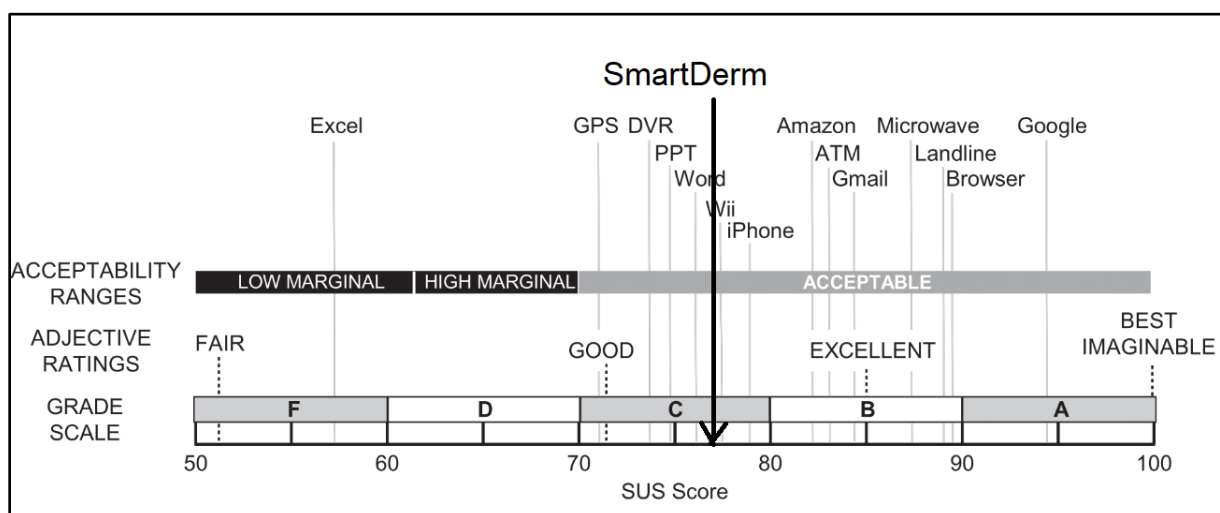 SmartDerm
Excel
GPS
DVR
Amazon
Microwave
Google
PPT
ATM
Landline
Word
Gmail
Browser
Wii
iPhone
ACCEPTABILITY
RANGES
LOW MARGINAL
HIGH MARGINAL
ACCEPTABLE
ADJECTIVE
RATINGS
FAIR
GOOD
EXCELLENT
BEST
IMAGINABLE
GRADE
SCALE
F
D
C
B
A
50
60
70
80
90
100
SUS Score